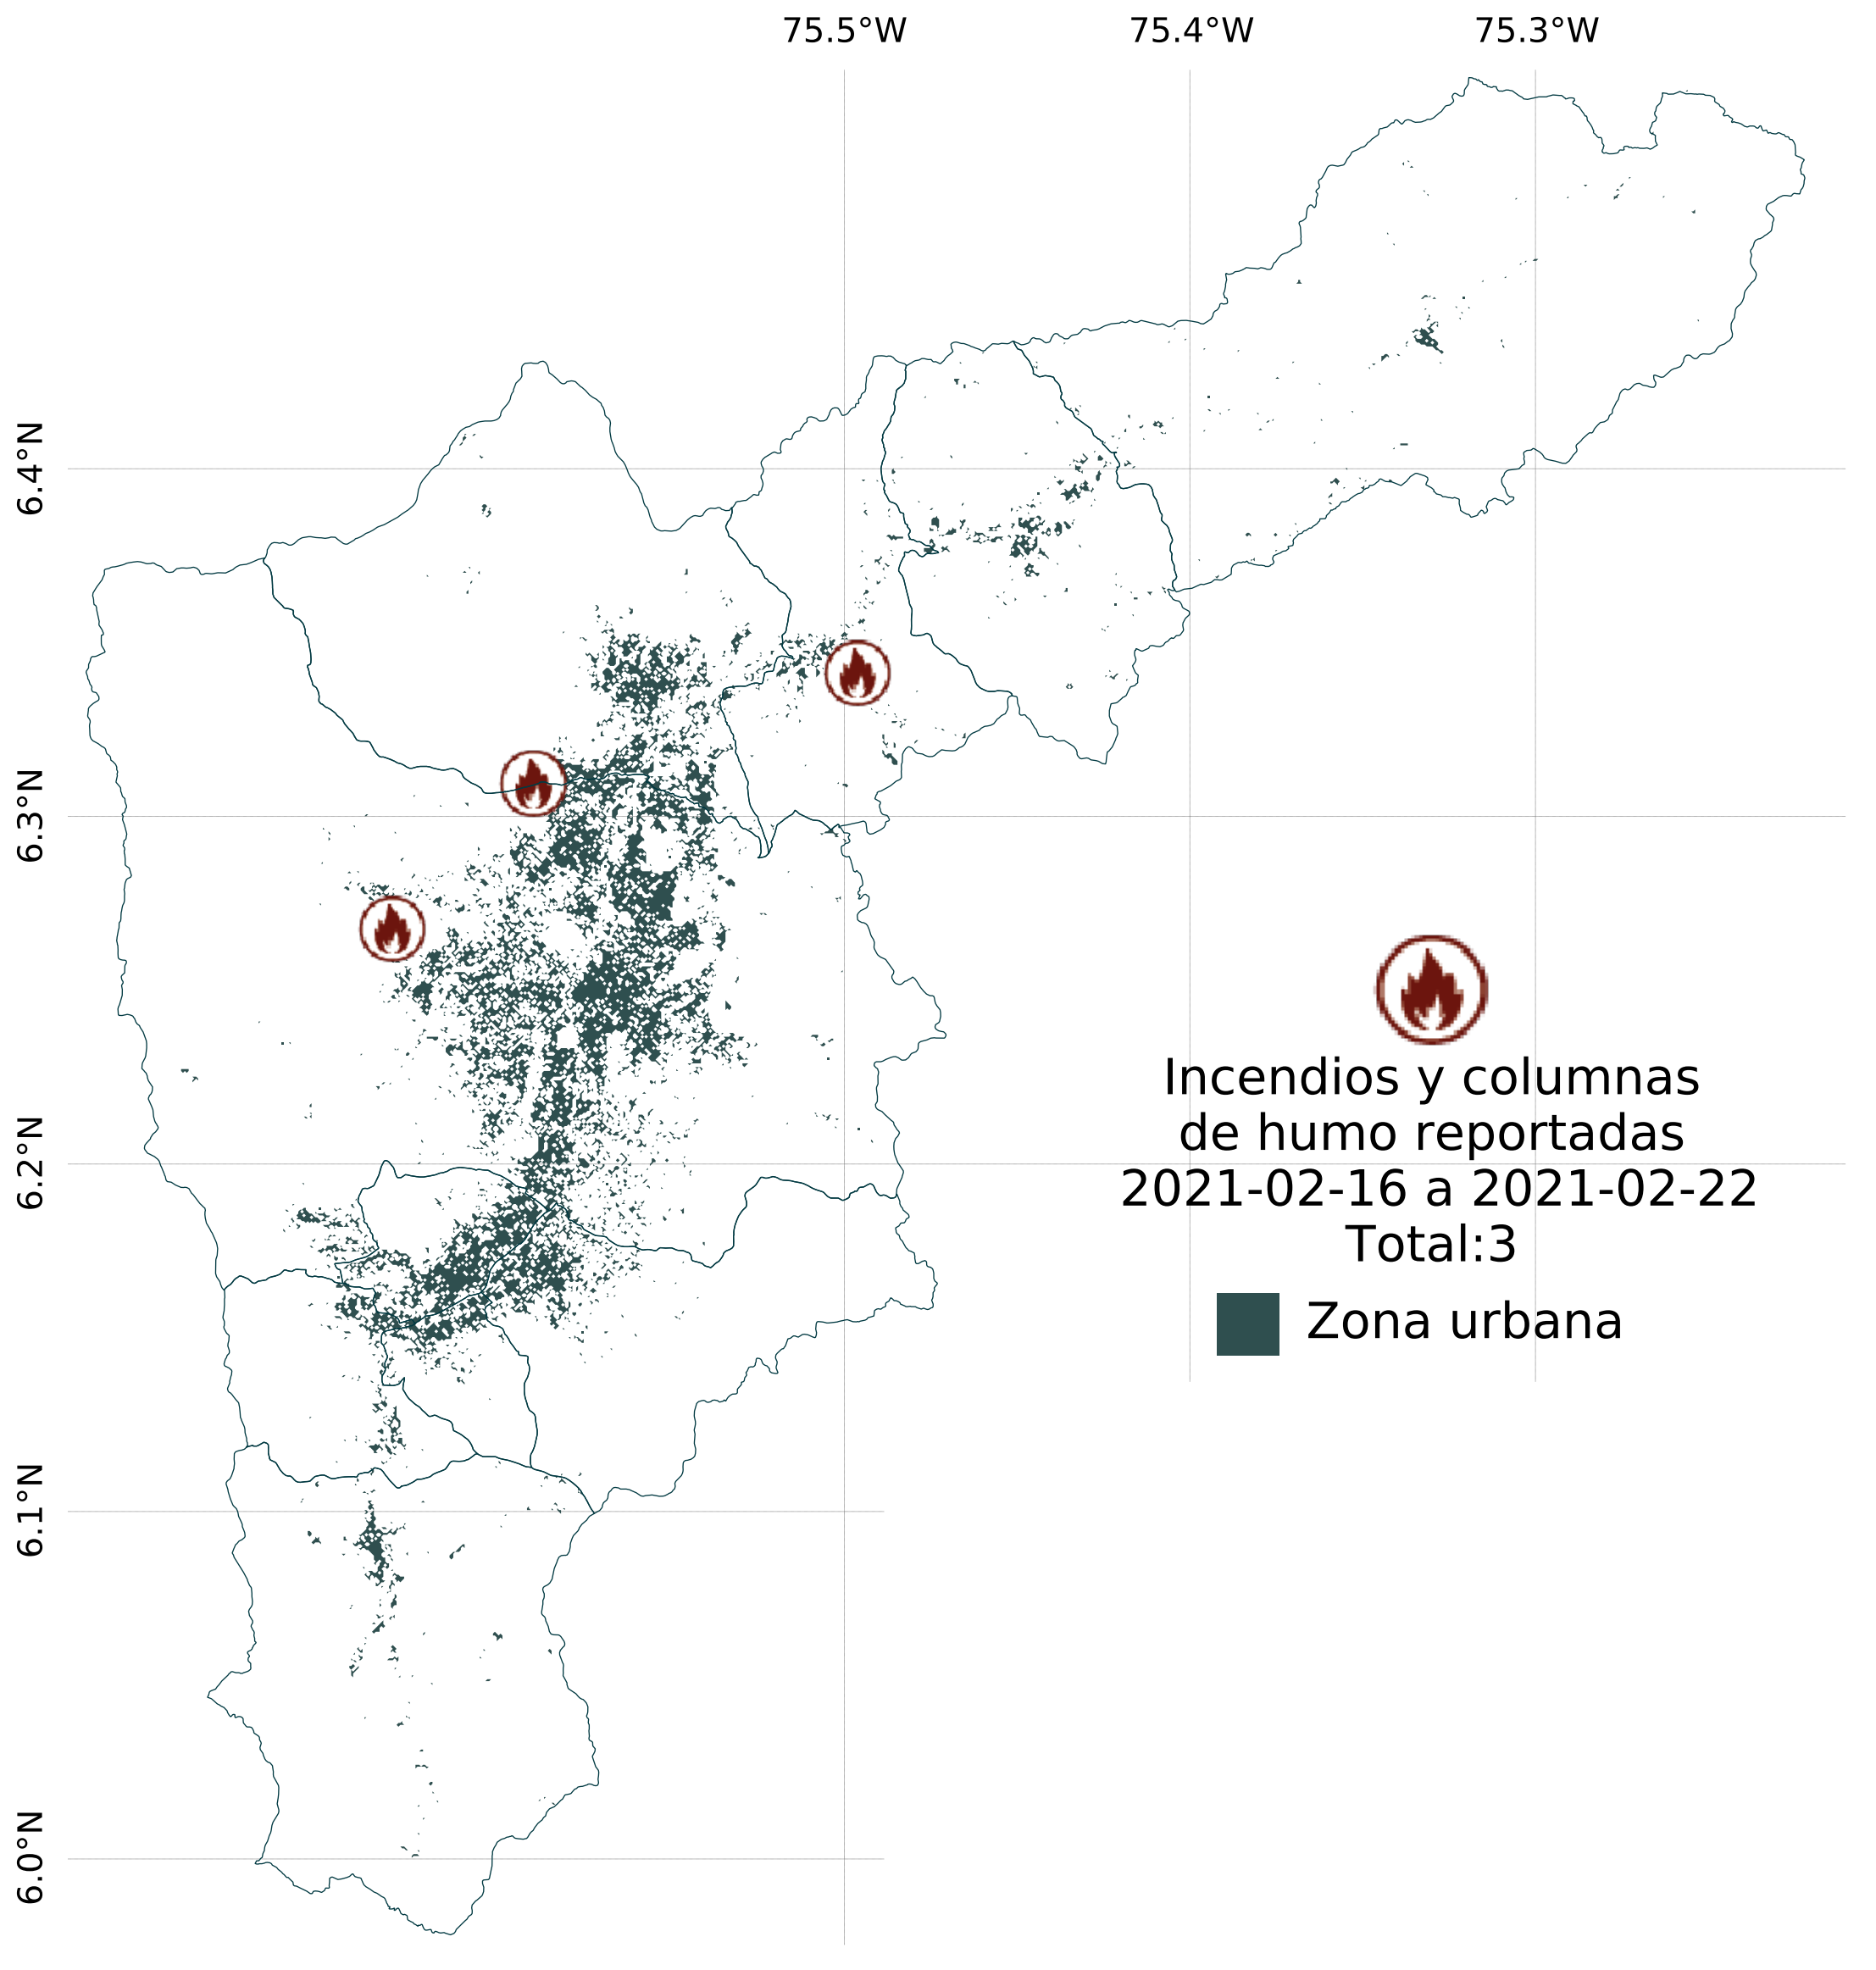 75.5°W 75.4°W 75.3°W
6.4°N
6.3°N
6.2°N
6.1°N
6.0°N
Incendios y columnas
de humo reportadas
2021-02-16 a 2021-02-22
Total:3
Zona urbana